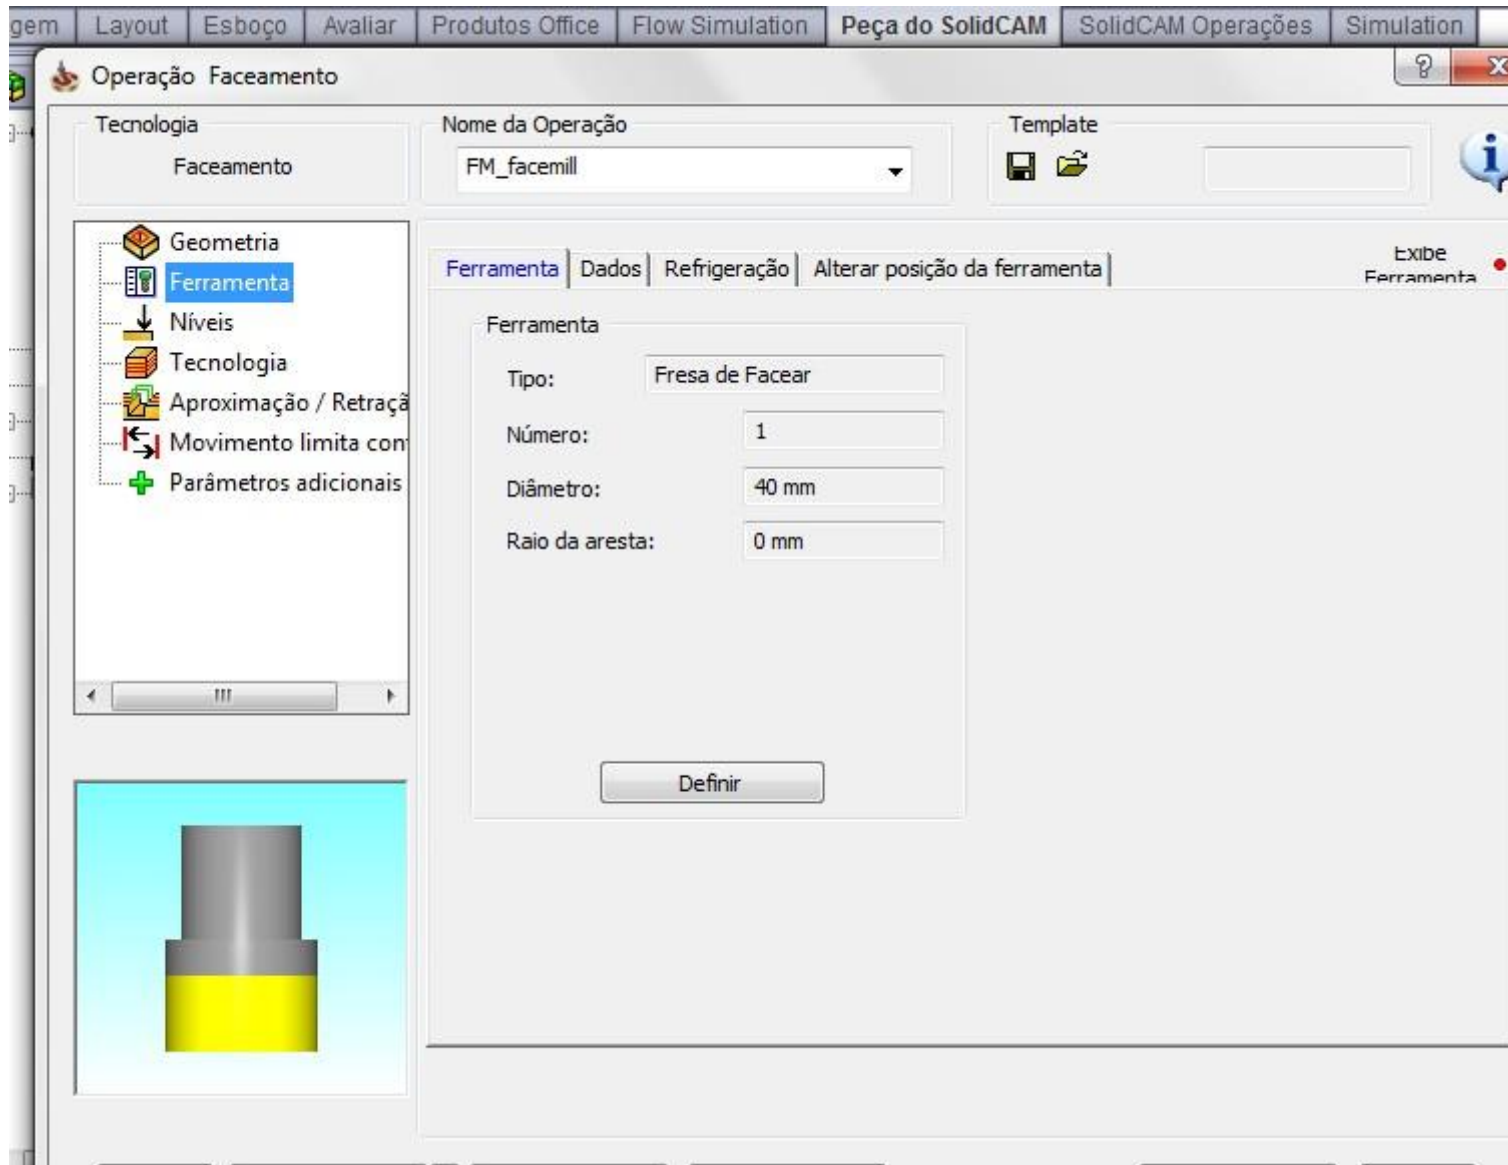 gem Layout Esboço Avaliar Produtos Office Flow Simulation Peça do SolidCAM SolidCAM Operações Simulation
Operação Faceamento
Tecnologia
Faceamento
Nome da Operação
FM_facemill
Template
Geometria
Ferramenta
Níveis
Tecnologia
Aproximação / Retraçã
Movimento limita con
Parâmetros adicionais
Ferramenta Dados Refrigeração Alterar posição da ferramenta
Exibe
Ferramenta
Ferramenta
Tipo: Fresa de Facear
Número: 1
Diâmetro: 40 mm
Raio da aresta: 0 mm
Definir